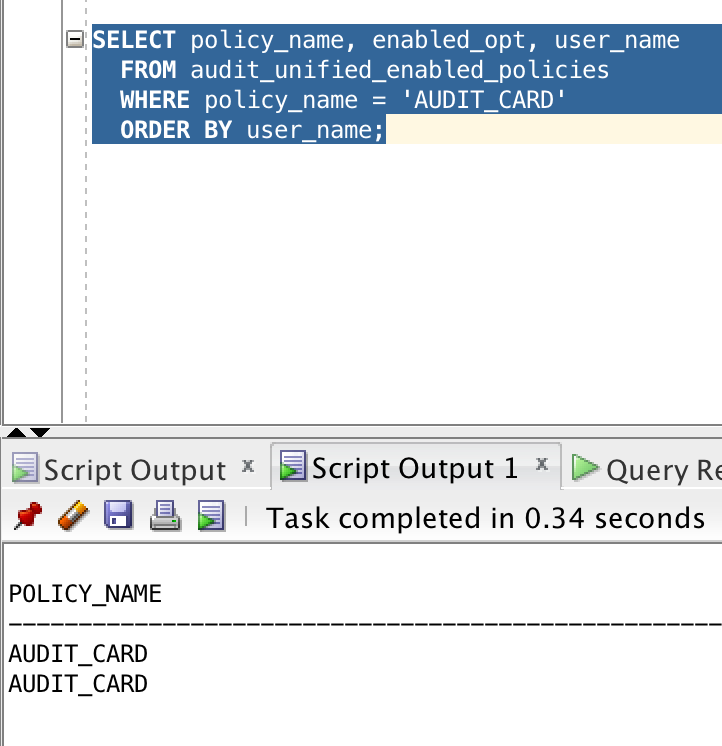 SELECT policy_name, enabled_opt, user_name
FROM audit_unified_enabled_policies
WHERE policy_name = 'AUDIT_CARD'
ORDER BY user_name;
Script Output x Script Output 1 x Query Re
Task completed in 0.34 seconds
POLICY_NAME
--------------------------------------------------
AUDIT_CARD
AUDIT_CARD